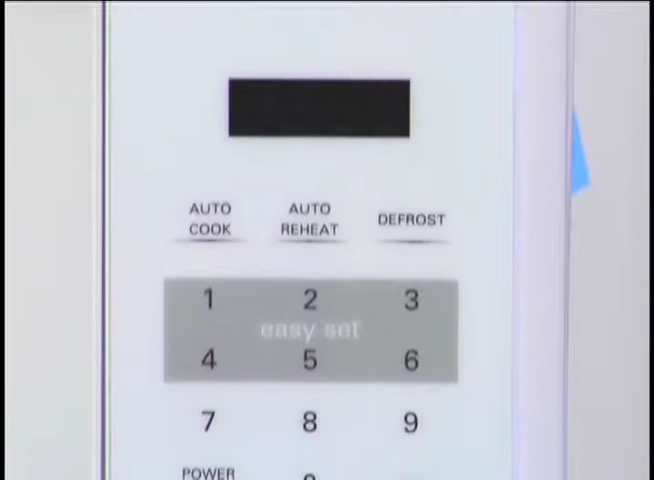 AUTO COOK
AUTO REHEAT
DEFROST
1 2 3
easy set
4 5 6
7 8 9
POWER